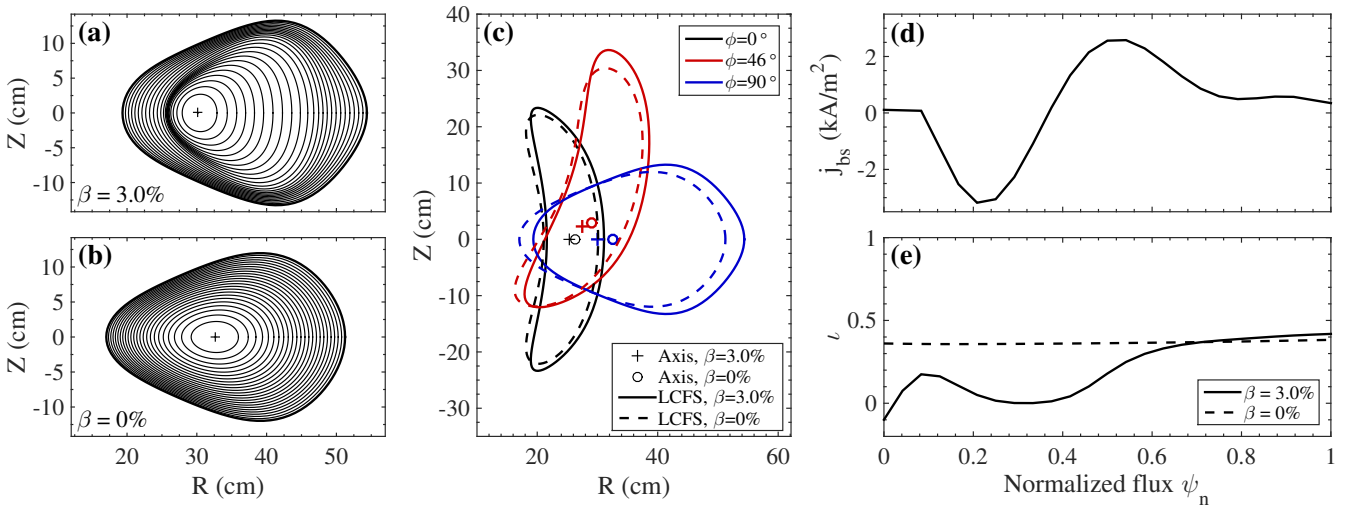 (a)
10
5
0
-5
-10
Z (cm)
β = 3.0%
(b)
10
5
0
-5
-10
Z (cm)
β = 0%
20 30 40 50
R (cm)
(c)
40
30
20
10
0
-10
-20
-30
Z (cm)
ϕ=0°
ϕ=46°
ϕ=90°
Axis, β=3.0%
Axis, β=0%
LCFS, β=3.0%
LCFS, β=0%
20 40 60
R (cm)
(d)
2
0
-2
j_bs (kA/m²)
(e)
1
0.5
0
ι
β = 3.0%
β = 0%
0 0.2 0.4 0.6 0.8 1
Normalized flux ψ_n